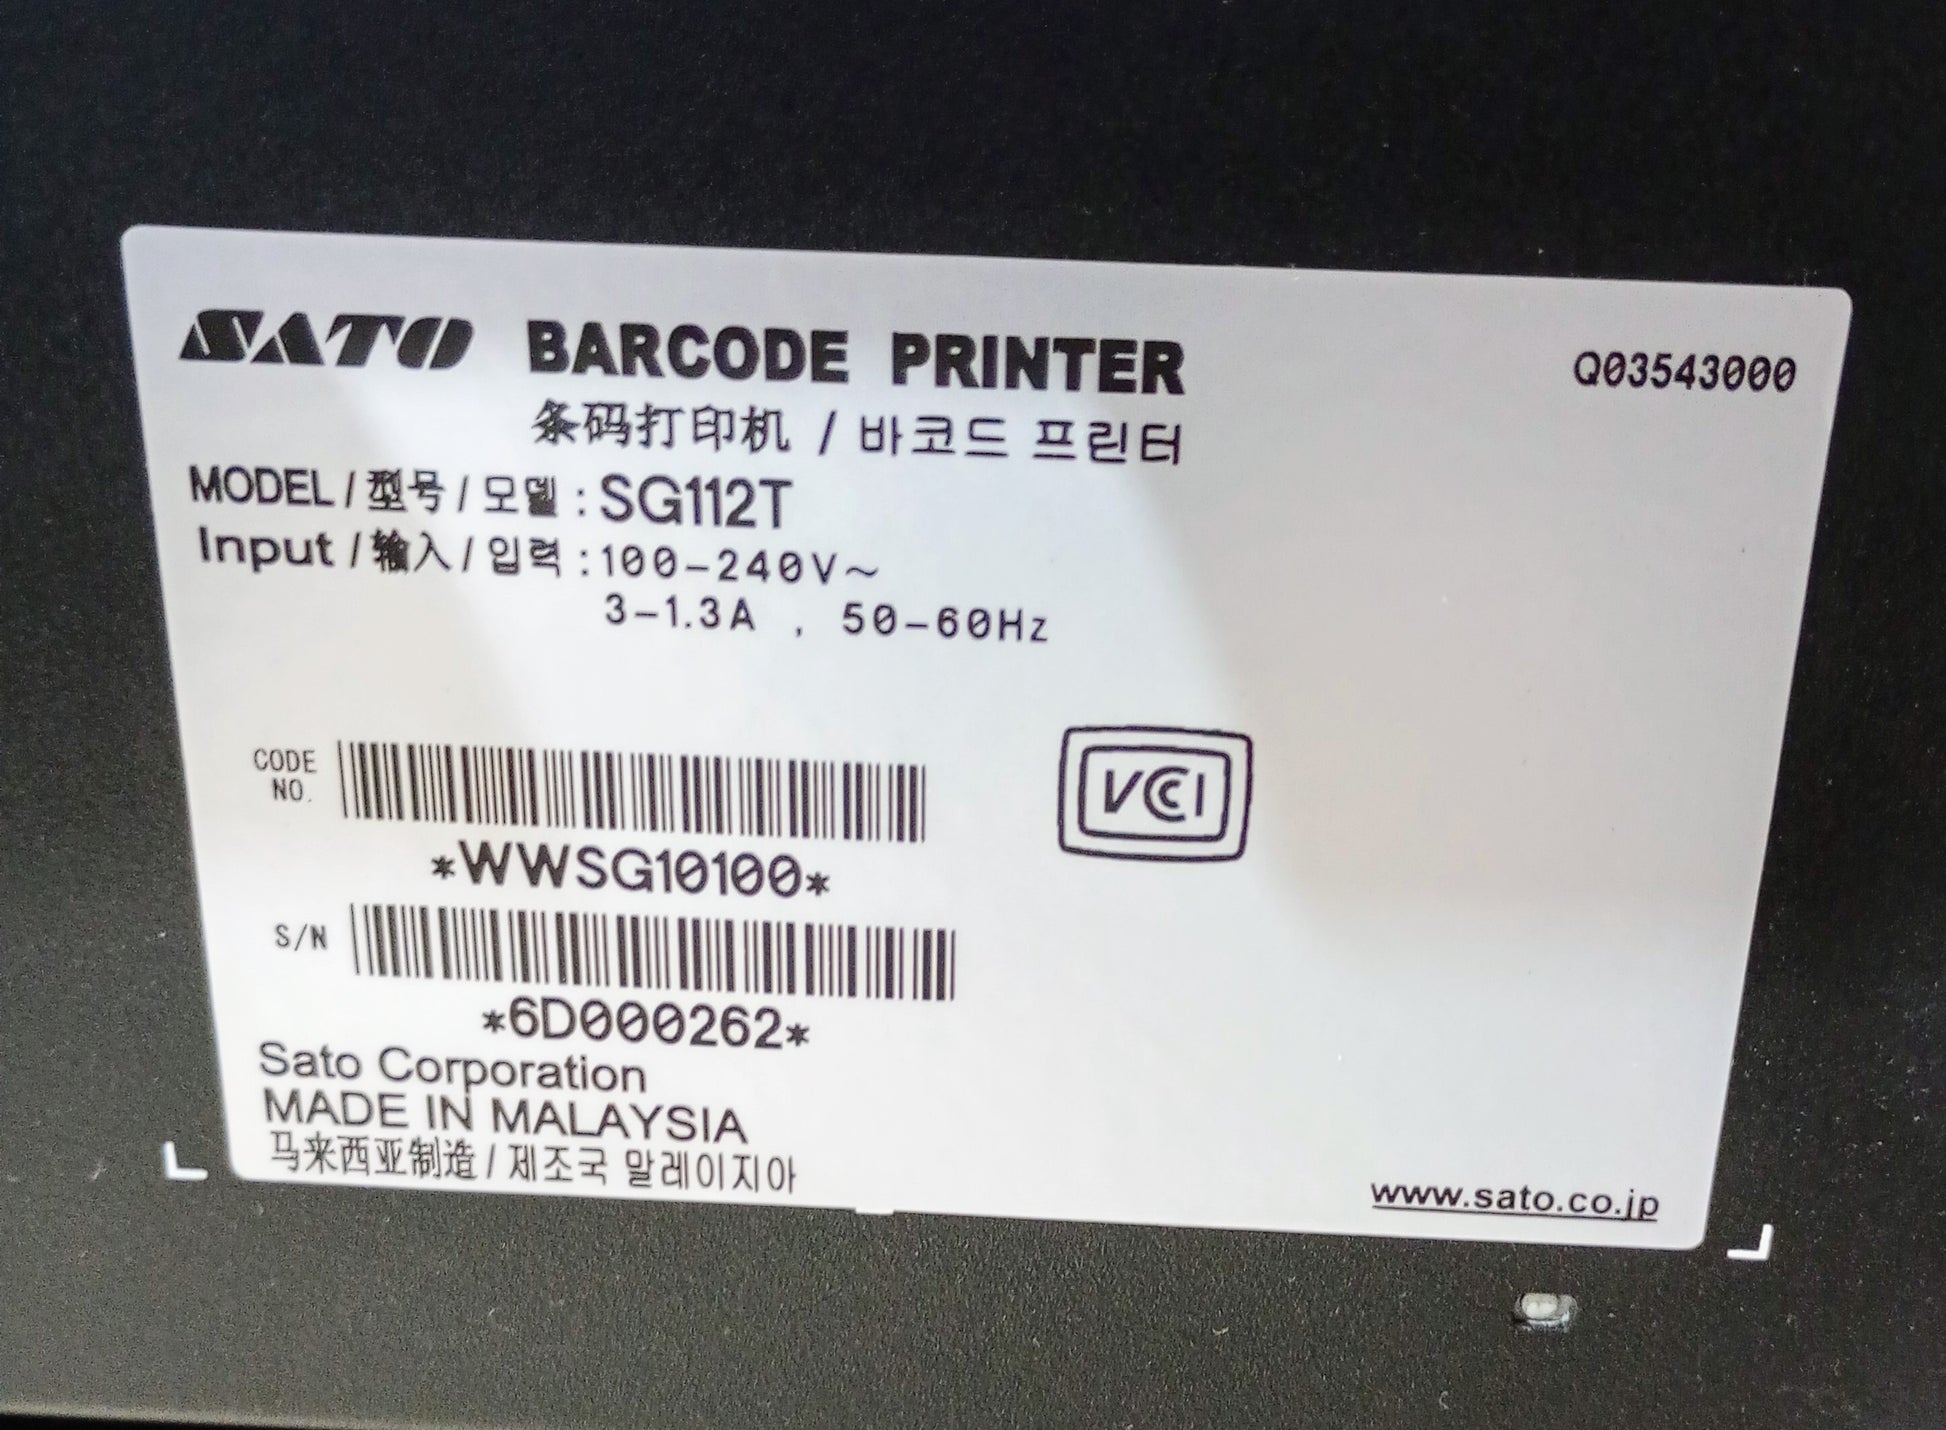 SATO BARCODE PRINTER Q03543000
条码打印机 / 바코드 프린터
MODEL / 型号 / 모델 : SG112T
Input / 输入 / 입력 : 100-240V~
3-1.3A , 50-60Hz
CODE NO.
*WWSG10100*
VCCI
S/N
*6D000262*
Sato Corporation
MADE IN MALAYSIA
马来西亚制造 / 제조국 말레이지아
www.sato.co.jp